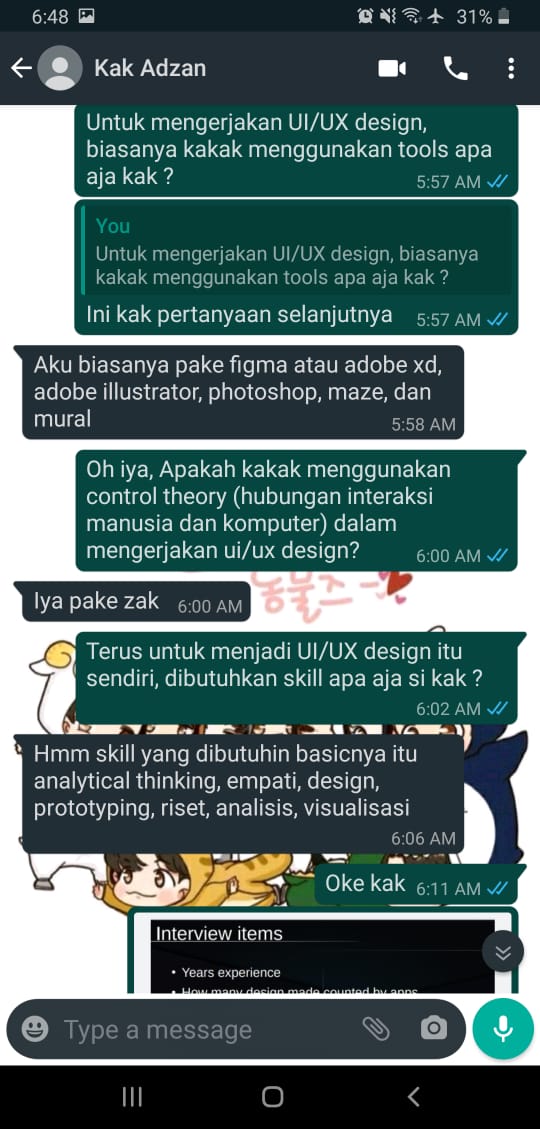 6:48
31%
Kak Adzan
Untuk mengerjakan UI/UX design,
biasanya kakak menggunakan tools apa
aja kak ?
5:57 AM
You
Untuk mengerjakan UI/UX design, biasanya
kakak menggunakan tools apa aja kak ?
Ini kak pertanyaan selanjutnya
5:57 AM
Aku biasanya pake figma atau adobe xd,
adobe illustrator, photoshop, maze, dan
mural
5:58 AM
Oh iya, Apakah kakak menggunakan
control theory (hubungan interaksi
manusia dan komputer) dalam
mengerjakan ui/ux design?
6:00 AM
Iya pake zak
6:00 AM
동물즈
Terus untuk menjadi UI/UX design itu
sendiri, dibutuhkan skill apa aja si kak ?
6:02 AM
Hmm skill yang dibutuhin basicnya itu
analytical thinking, empati, design,
prototyping, riset, analisis, visualisasi
6:06 AM
Oke kak
6:11 AM
Interview items
• Years experience
• How many design made counted by apps
Type a message